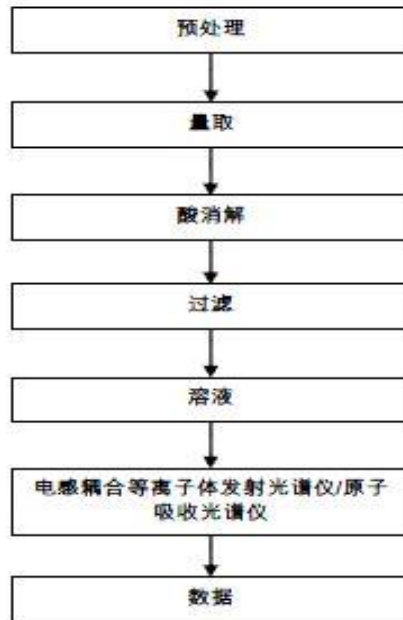 预处理
量取
酸消解
过滤
溶液
电感耦合等离子体发射光谱仪/原子
吸收光谱仪
数据